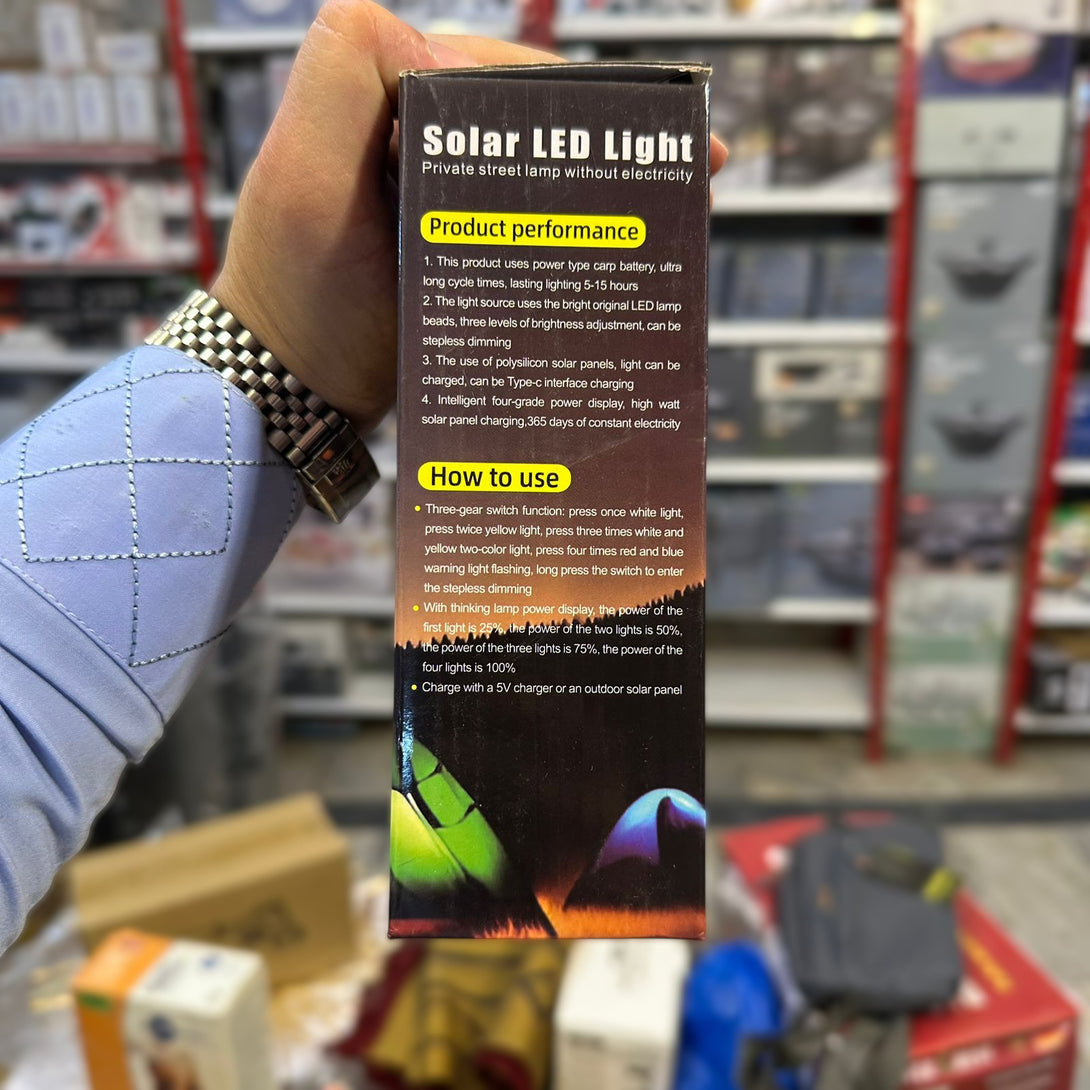 Solar LED Light
Private street lamp without electricity
Product performance
1. This product uses power type carp battery, ultra
long cycle times, lasting lighting 5-15 hours
2. The light source uses the bright original LED lamp
beads, three levels of brightness adjustment, can be
stepless dimming
3. The use of polysilicon solar panels, light can be
charged, can be Type-c interface charging
4. Intelligent four-grade power display, high watt
solar panel charging,365 days of constant electricity
How to use
• Three-gear switch function: press once white light,
press twice yellow light, press three times white and
yellow two-color light, press four times red and blue
warning light flashing, long press the switch to enter
the stepless dimming
• With thinking lamp power display, the power of the
first light is 25%, the power of the two lights is 50%,
the power of the three lights is 75%, the power of the
four lights is 100%
• Charge with a 5V charger or an outdoor solar panel